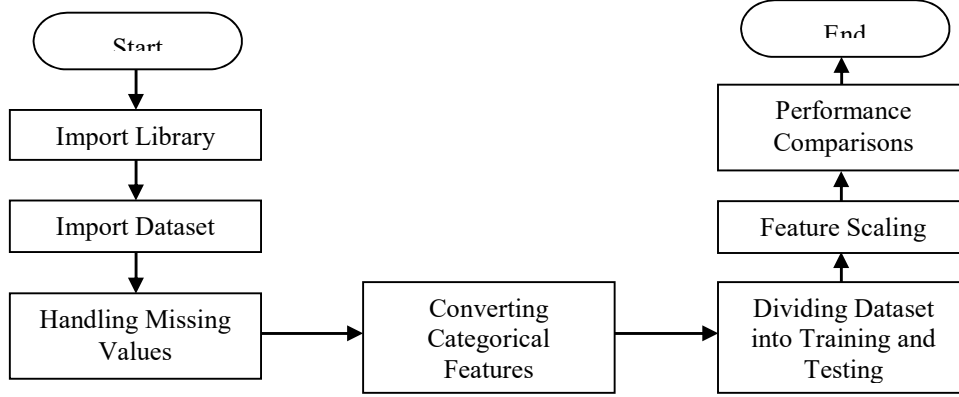 Start
Import Library
Import Dataset
Handling Missing
Values
Converting
Categorical
Features
Dividing Dataset
into Training and
Testing
Feature Scaling
Performance
Comparisons
End